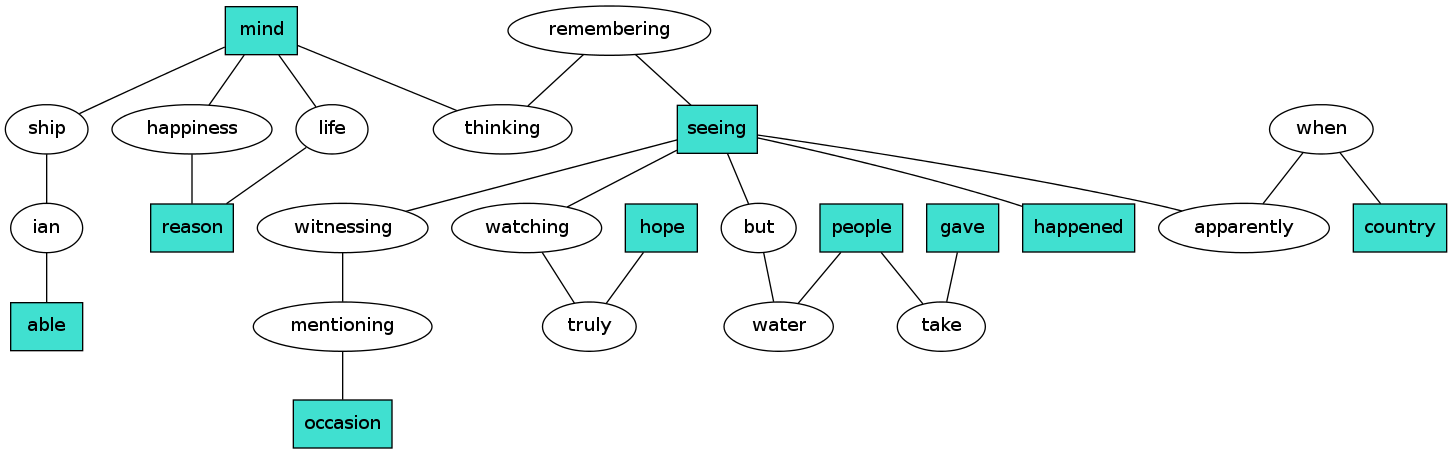 mind
remembering
ship
happiness
life
thinking
seeing
when
ian
reason
witnessing
watching
hope
but
people
gave
happened
apparently
country
able
mentioning
truly
water
take
occasion